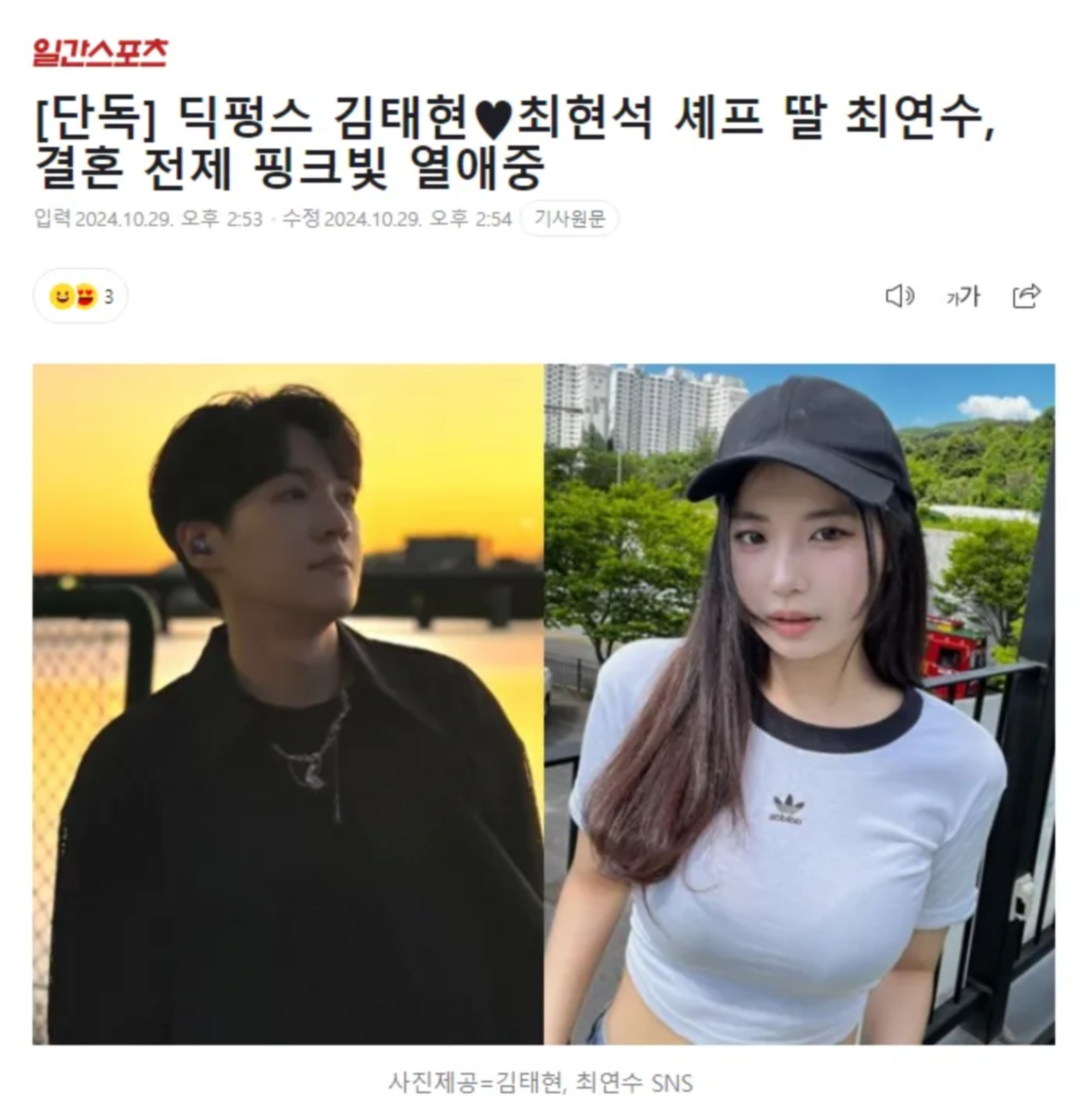 일간스포츠
[단독] 딕펑스 김태현♥최현석 셰프 딸 최연수,
결혼 전제 핑크빛 열애중
입력 2024.10.29. 오후 2:53 · 수정 2024.10.29. 오후 2:54 기사원문
3
가가
adidas
사진제공=김태현, 최연수 SNS